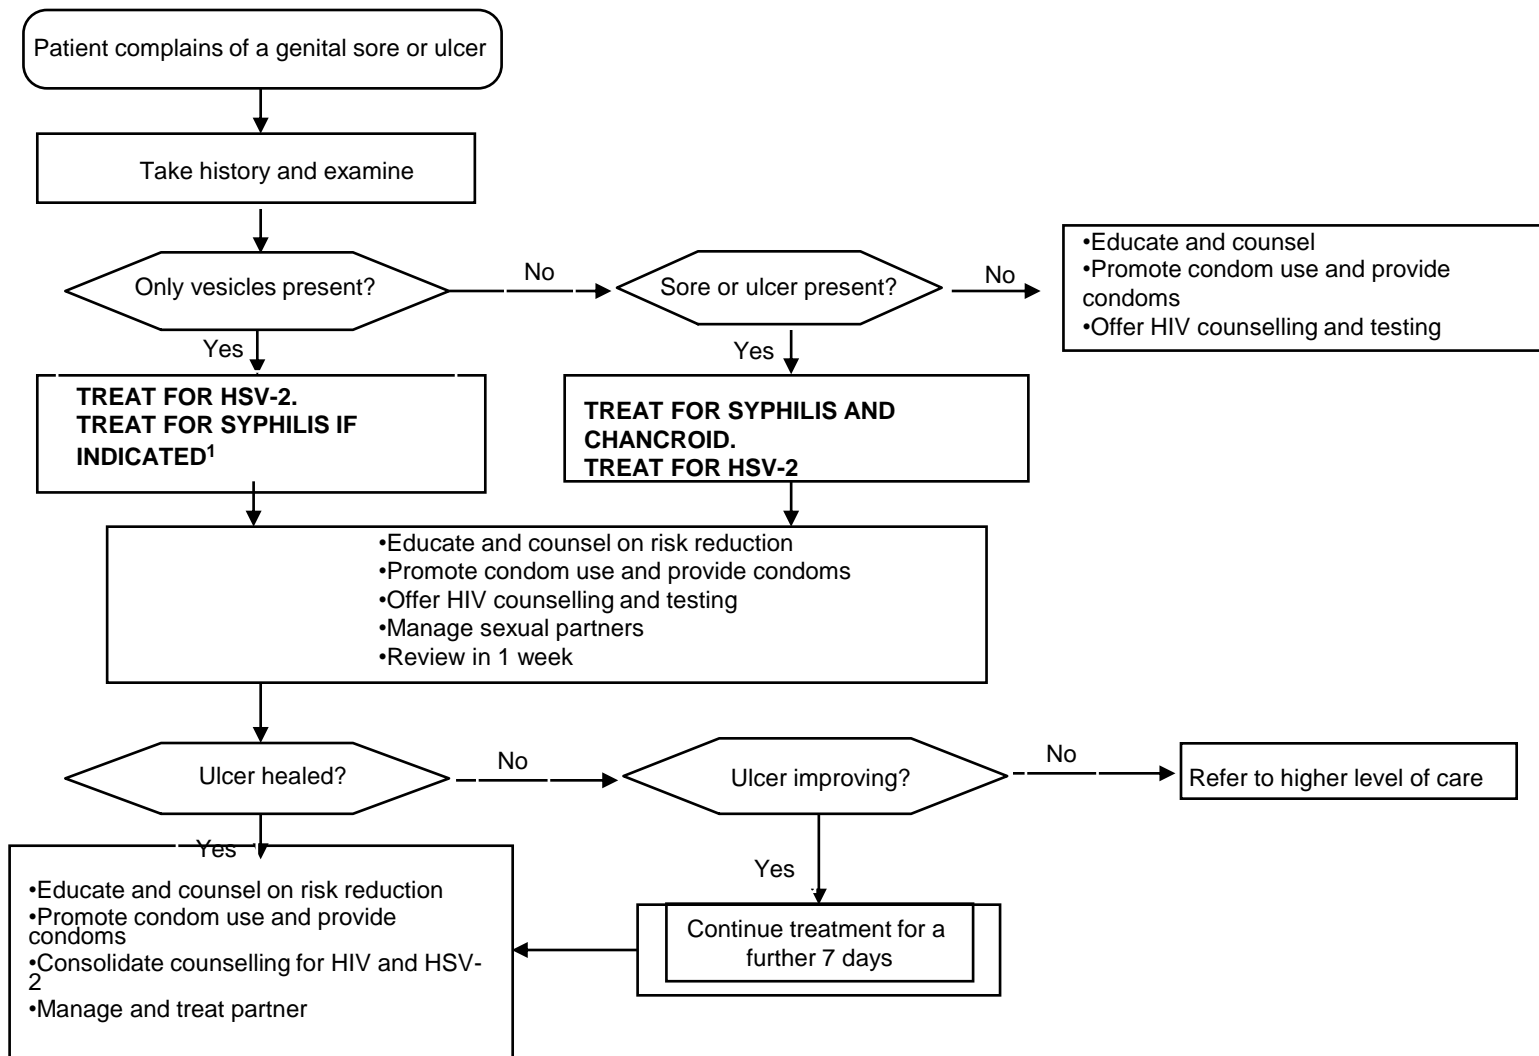 Patient complains of a genital sore or ulcer
Take history and examine
Only vesicles present?
No
Sore or ulcer present?
No
•Educate and counsel
•Promote condom use and provide
condoms
•Offer HIV counselling and testing
Yes
Yes
TREAT FOR HSV-2.
TREAT FOR SYPHILIS IF
INDICATED1
TREAT FOR SYPHILIS AND
CHANCROID.
TREAT FOR HSV-2
•Educate and counsel on risk reduction
•Promote condom use and provide condoms
•Offer HIV counselling and testing
•Manage sexual partners
•Review in 1 week
Ulcer healed?
No
Ulcer improving?
No
Refer to higher level of care
Yes
Yes
•Educate and counsel on risk reduction
•Promote condom use and provide
condoms
•Consolidate counselling for HIV and HSV-
2
•Manage and treat partner
Continue treatment for a
further 7 days